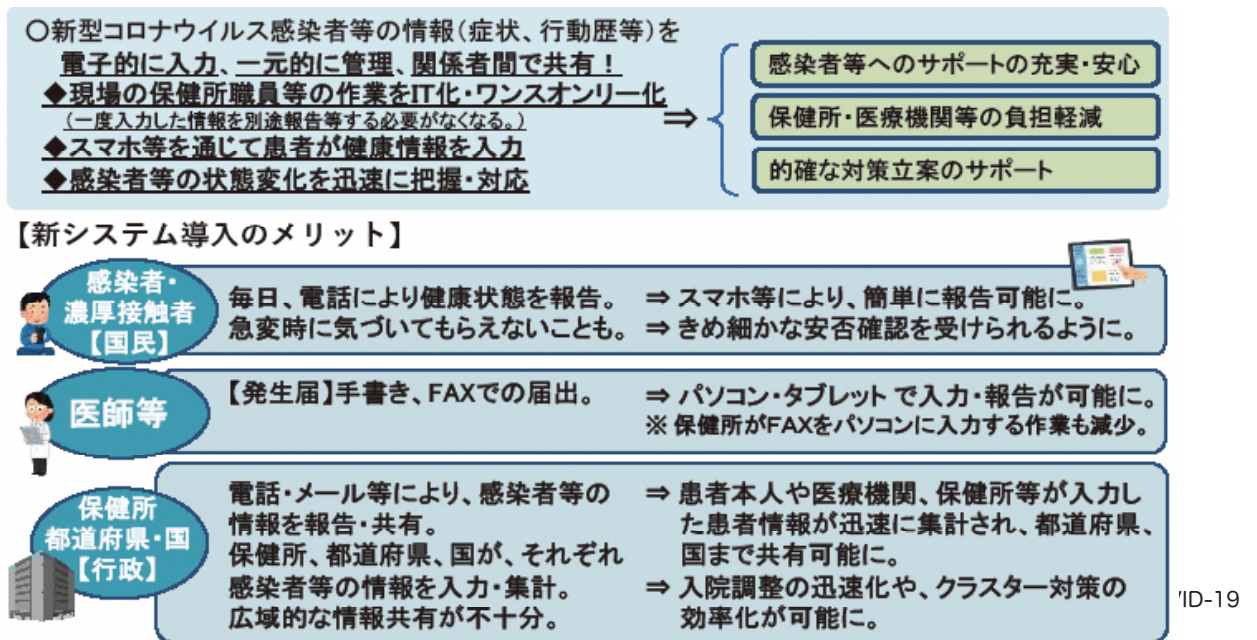 〇新型コロナウイルス感染者等の情報(症状、行動歴等)を
電子的に入力、一元的に管理、関係者間で共有！
◆現場の保健所職員等の作業をIT化・ワンスオンリー化
(一度入力した情報を別途報告等する必要がなくなる。)
◆スマホ等を通じて患者が健康情報を入力
◆感染者等の状態変化を迅速に把握・対応
⇒
感染者等へのサポートの充実・安心
保健所・医療機関等の負担軽減
的確な対策立案のサポート
【新システム導入のメリット】
感染者・
濃厚接触者
【国民】
毎日、電話により健康状態を報告。
急変時に気づいてもらえないことも。
⇒ スマホ等により、簡単に報告可能に。
⇒ きめ細かな安否確認を受けられるように。
医師等
【発生届】手書き、FAXでの届出。
⇒ パソコン・タブレット で入力・報告が可能に。
※ 保健所がFAXをパソコンに入力する作業も減少。
保健所
都道府県・国
【行政】
電話・メール等により、感染者等の
情報を報告・共有。
保健所、都道府県、国が、それぞれ
感染者等の情報を入力・集計。
広域的な情報共有が不十分。
⇒ 患者本人や医療機関、保健所等が入力し
た患者情報が迅速に集計され、都道府県、
国まで共有可能に。
⇒ 入院調整の迅速化や、クラスター対策の
効率化が可能に。
ID-19